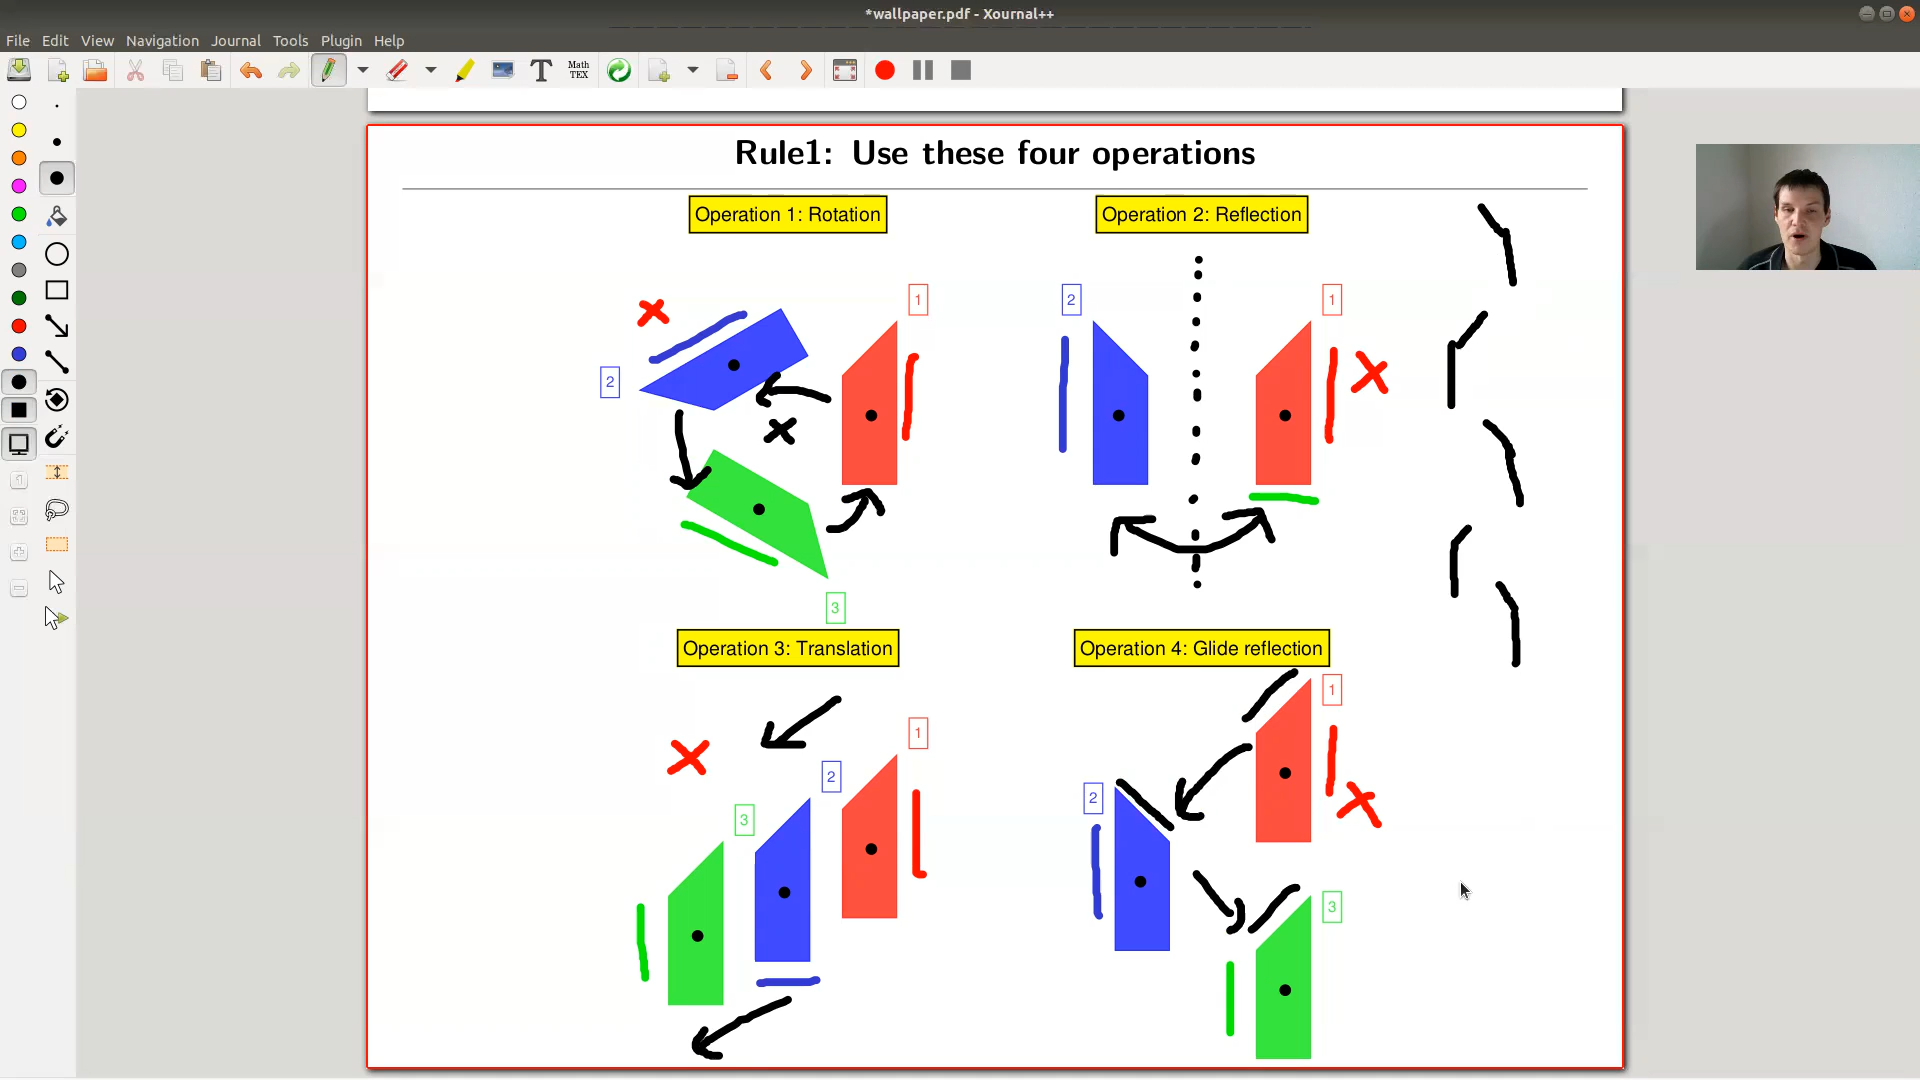 *wallpaper.pdf - Xournal++
File Edit View Navigation Journal Tools Plugin Help
Math
TEX
Rule1: Use these four operations
Operation 1: Rotation
Operation 2: Reflection
1
2
3
2
1
Operation 3: Translation
Operation 4: Glide reflection
1
2
3
1
2
3